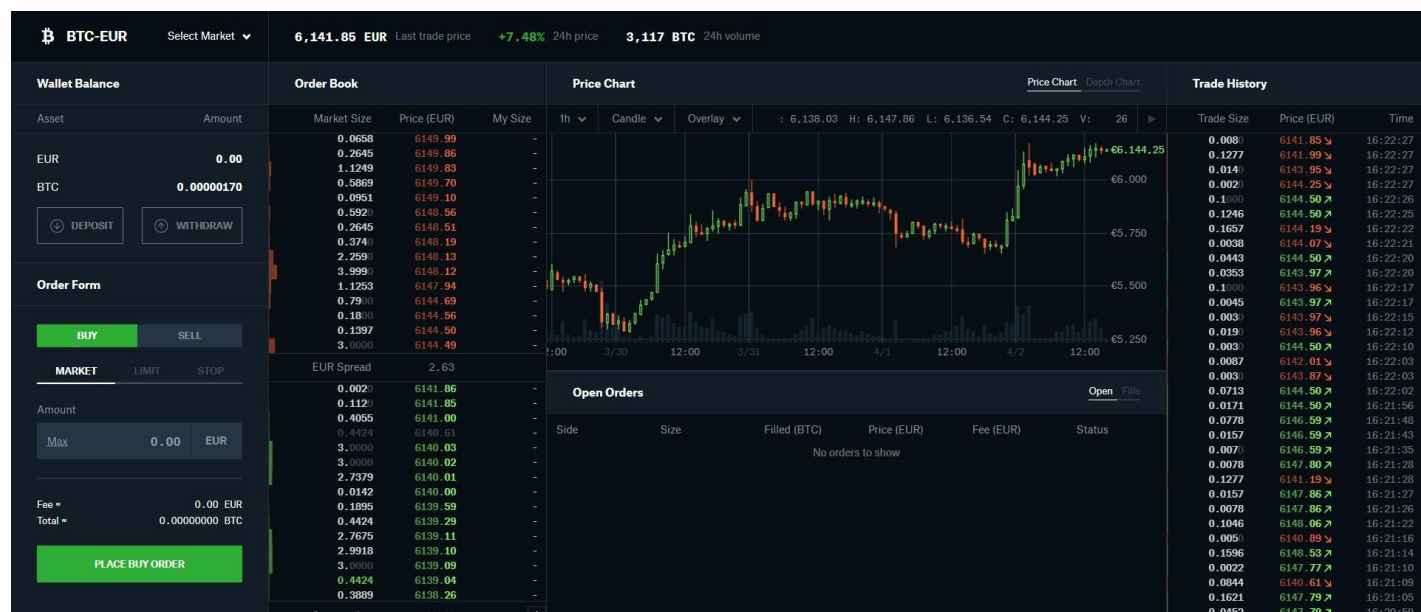 BTC-EUR Select Market 6,141.85 EUR Last trade price +7.48% 24h price 3,117 BTC 24h volume
Wallet Balance
Asset Amount
EUR 0.00
BTC 0.00000170
DEPOSIT WITHDRAW
Order Form
BUY SELL
MARKET LIMIT STOP
Amount
Max 0.00 EUR
Fee ≈ 0.00 EUR
Total ≈ 0.00000000 BTC
PLACE BUY ORDER
Order Book
Market Size Price (EUR) My Size
0.0658 6149.99 -
0.2645 6149.86 -
1.1249 6149.83 -
0.5869 6149.70 -
0.0951 6149.10 -
0.5920 6148.56 -
0.2645 6148.51 -
0.3740 6148.19 -
2.2590 6148.13 -
3.9990 6148.12 -
1.1253 6147.94 -
0.7900 6144.69 -
0.1800 6144.56 -
0.1397 6144.50 -
3.0000 6144.49 -
EUR Spread 2.63
0.0020 6141.86 -
0.1120 6141.85 -
0.4055 6141.00 -
0.4424 6140.61 -
3.0000 6140.03 -
3.0000 6140.02 -
2.7379 6140.01 -
0.0142 6140.00 -
0.1895 6139.59 -
0.4424 6139.29 -
2.7675 6139.11 -
2.9918 6139.10 -
3.0000 6139.09 -
0.4424 6139.04 -
0.3889 6138.26 -
Price Chart Price Chart Depth Chart
1h Candle Overlay : 6,138.03 H: 6,147.86 L: 6,136.54 C: 6,144.25 V: 26
€6.144,25
€6.000
€5.750
€5.500
€5.250
2:00 3/30 12:00 3/31 12:00 4/1 12:00 4/2 12:00
Open Orders Open Fills
Side Size Filled (BTC) Price (EUR) Fee (EUR) Status
No orders to show
Trade History
Trade Size Price (EUR) Time
0.0080 6141.85↘ 16:22:27
0.1277 6141.99↘ 16:22:27
0.0140 6143.95↘ 16:22:27
0.0020 6144.25↘ 16:22:27
0.1000 6144.50↗ 16:22:26
0.1246 6144.50↗ 16:22:25
0.1657 6144.19↘ 16:22:22
0.0038 6144.07↘ 16:22:21
0.0443 6144.50↗ 16:22:20
0.0353 6143.97↗ 16:22:20
0.1000 6143.96↘ 16:22:17
0.0045 6143.97↗ 16:22:17
0.0030 6143.97↘ 16:22:15
0.0190 6143.96↘ 16:22:12
0.0030 6144.50↗ 16:22:10
0.0087 6142.01↘ 16:22:03
0.0030 6143.87↘ 16:22:03
0.0713 6144.50↗ 16:22:02
0.0171 6144.50↗ 16:21:56
0.0778 6146.59↗ 16:21:48
0.0157 6146.59↗ 16:21:43
0.0070 6146.59↗ 16:21:35
0.0078 6147.80↗ 16:21:28
0.1277 6141.19↘ 16:21:28
0.0157 6147.86↗ 16:21:27
0.0078 6147.86↗ 16:21:26
0.1046 6148.06↗ 16:21:22
0.0050 6140.89↘ 16:21:16
0.1596 6148.53↗ 16:21:14
0.0022 6147.77↗ 16:21:10
0.0844 6140.61↘ 16:21:09
0.1621 6147.79↗ 16:21:05